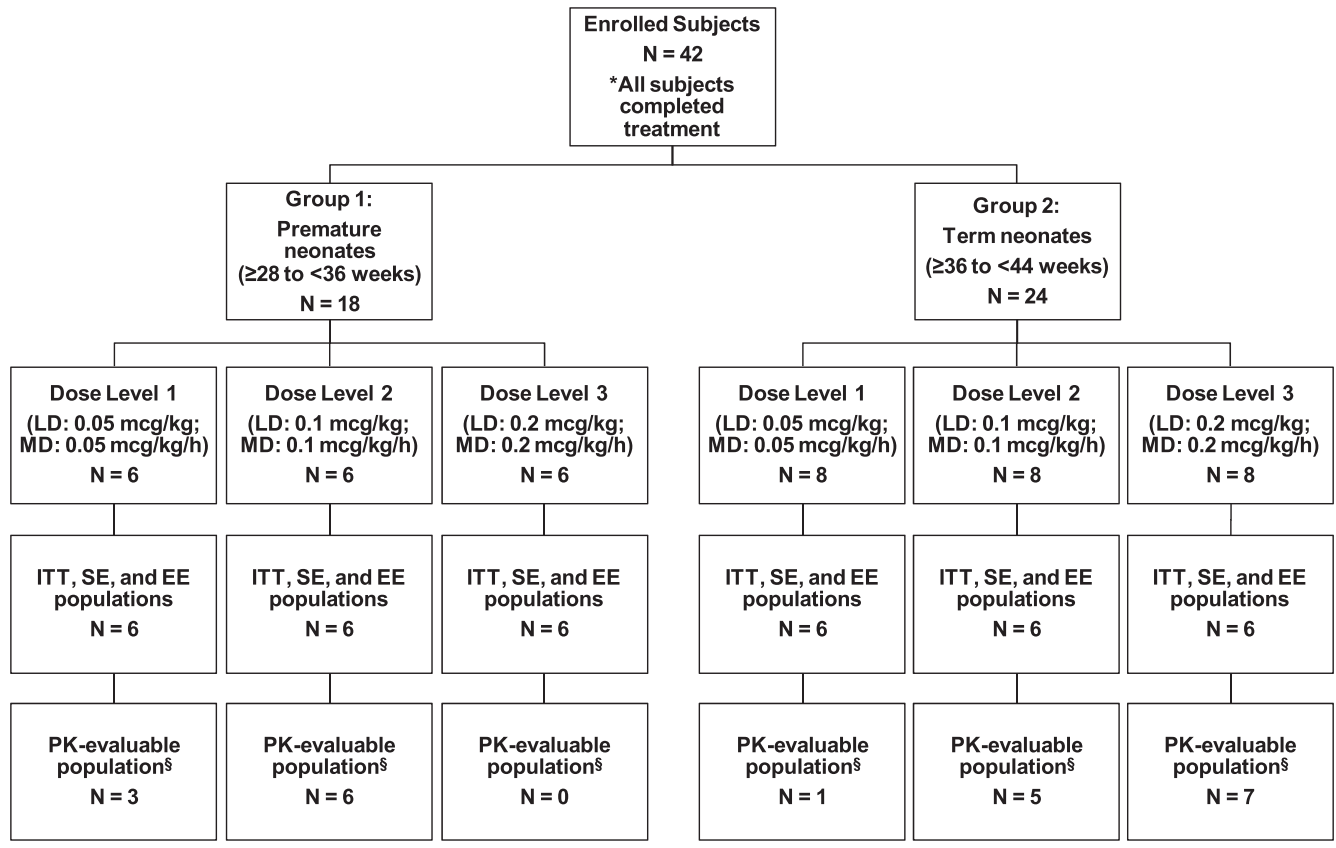 Enrolled Subjects
N = 42
*All subjects
completed
treatment
Group 1:
Premature
neonates
(≥28 to <36 weeks)
N = 18
Group 2:
Term neonates
(≥36 to <44 weeks)
N = 24
Dose Level 1
(LD: 0.05 mcg/kg;
MD: 0.05 mcg/kg/h)
N = 6
Dose Level 2
(LD: 0.1 mcg/kg;
MD: 0.1 mcg/kg/h)
N = 6
Dose Level 3
(LD: 0.2 mcg/kg;
MD: 0.2 mcg/kg/h)
N = 6
Dose Level 1
(LD: 0.05 mcg/kg;
MD: 0.05 mcg/kg/h)
N = 8
Dose Level 2
(LD: 0.1 mcg/kg;
MD: 0.1 mcg/kg/h)
N = 8
Dose Level 3
(LD: 0.2 mcg/kg;
MD: 0.2 mcg/kg/h)
N = 8
ITT, SE, and EE
populations
N = 6
ITT, SE, and EE
populations
N = 6
ITT, SE, and EE
populations
N = 6
ITT, SE, and EE
populations
N = 6
ITT, SE, and EE
populations
N = 6
ITT, SE, and EE
populations
N = 6
PK-evaluable
population§
N = 3
PK-evaluable
population§
N = 6
PK-evaluable
population§
N = 0
PK-evaluable
population§
N = 1
PK-evaluable
population§
N = 5
PK-evaluable
population§
N = 7